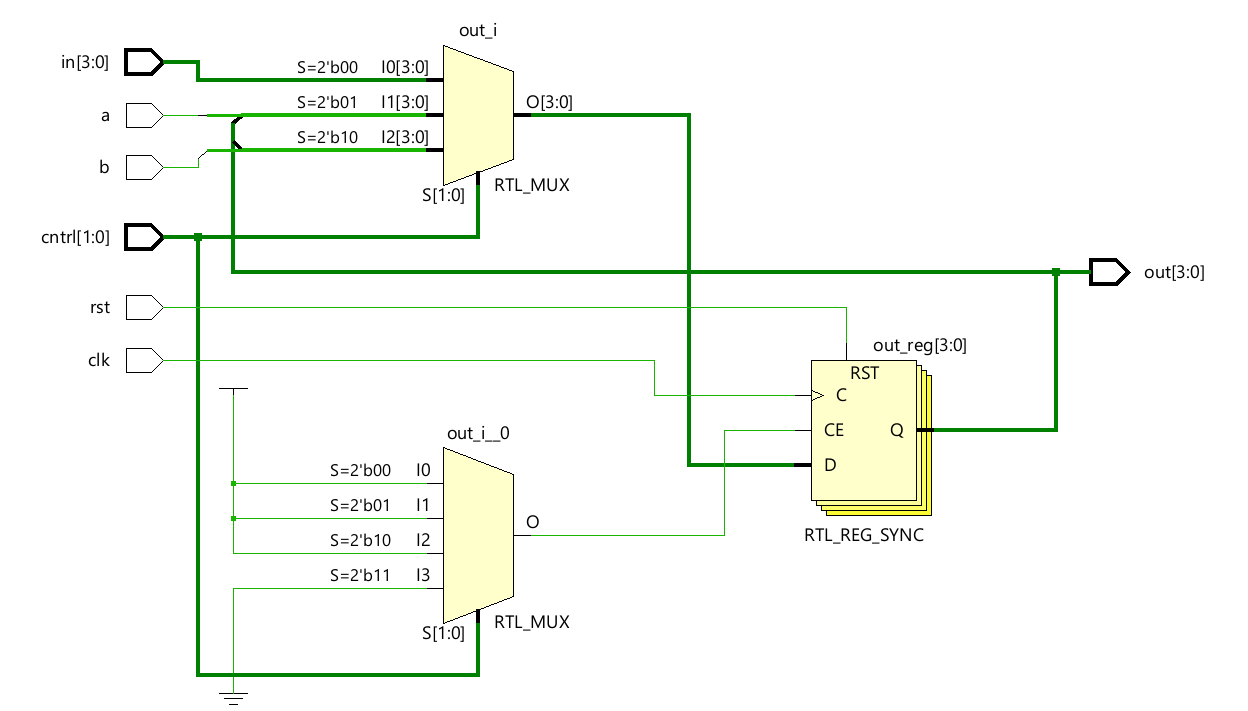 out_i
in[3:0]
S=2'b00 I0[3:0]
a
S=2'b01 I1[3:0]
O[3:0]
b
S=2'b10 I2[3:0]
S[1:0]
RTL_MUX
cntrl[1:0]
out[3:0]
rst
clk
out_reg[3:0]
RST
C
CE
Q
D
RTL_REG_SYNC
out_i__0
S=2'b00 I0
S=2'b01 I1
O
S=2'b10 I2
S=2'b11 I3
S[1:0]
RTL_MUX